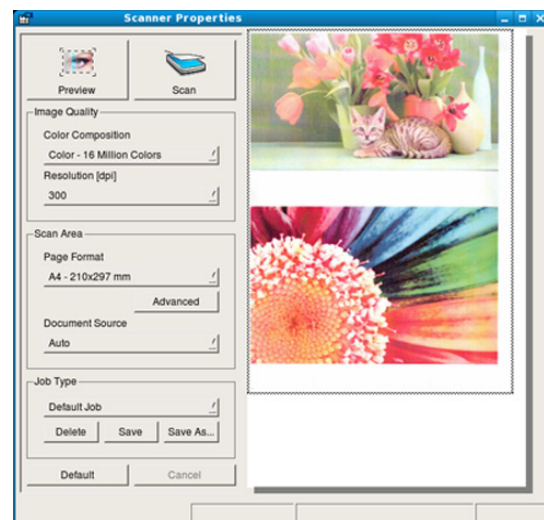 Scanner Properties
Preview
Scan
Image Quality
Color Composition
Color - 16 Million Colors
Resolution [dpi]
300
Scan Area
Page Format
A4 - 210x297 mm
Advanced
Document Source
Auto
Job Type
Default Job
Delete
Save
Save As...
Default
Cancel